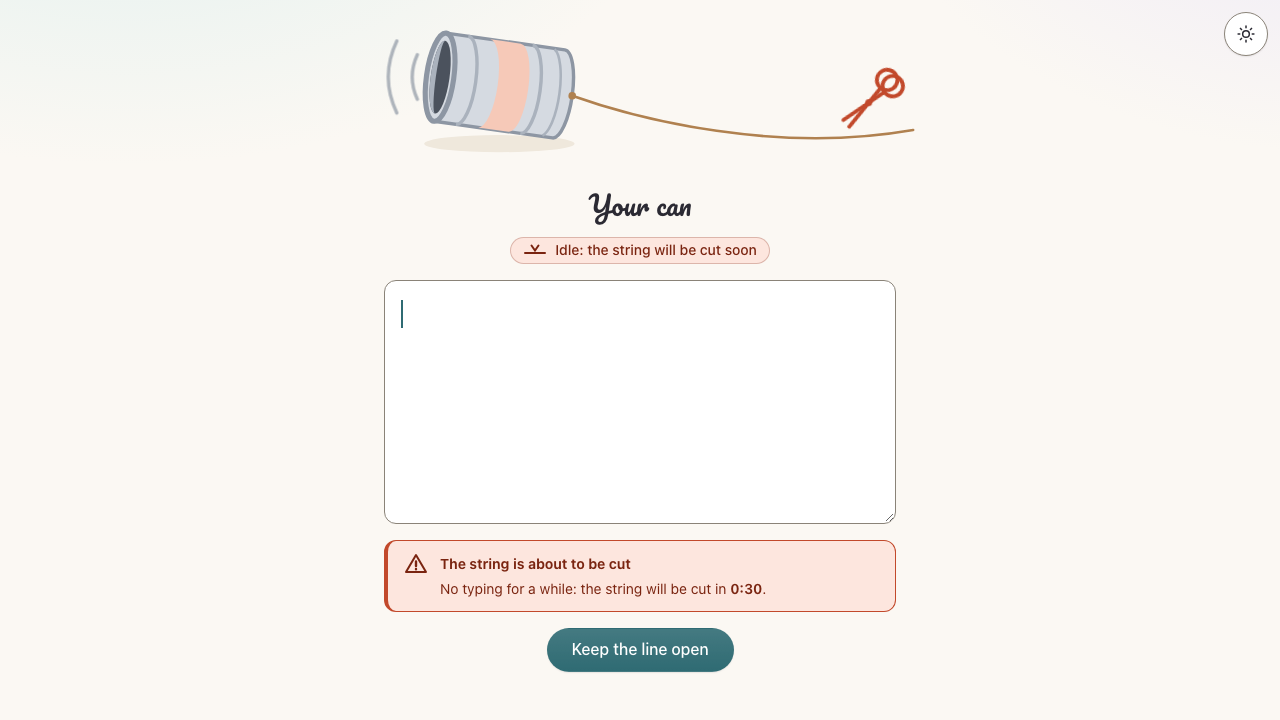 Your can
Idle: the string will be cut soon
The string is about to be cut
No typing for a while: the string will be cut in 0:30.
Keep the line open